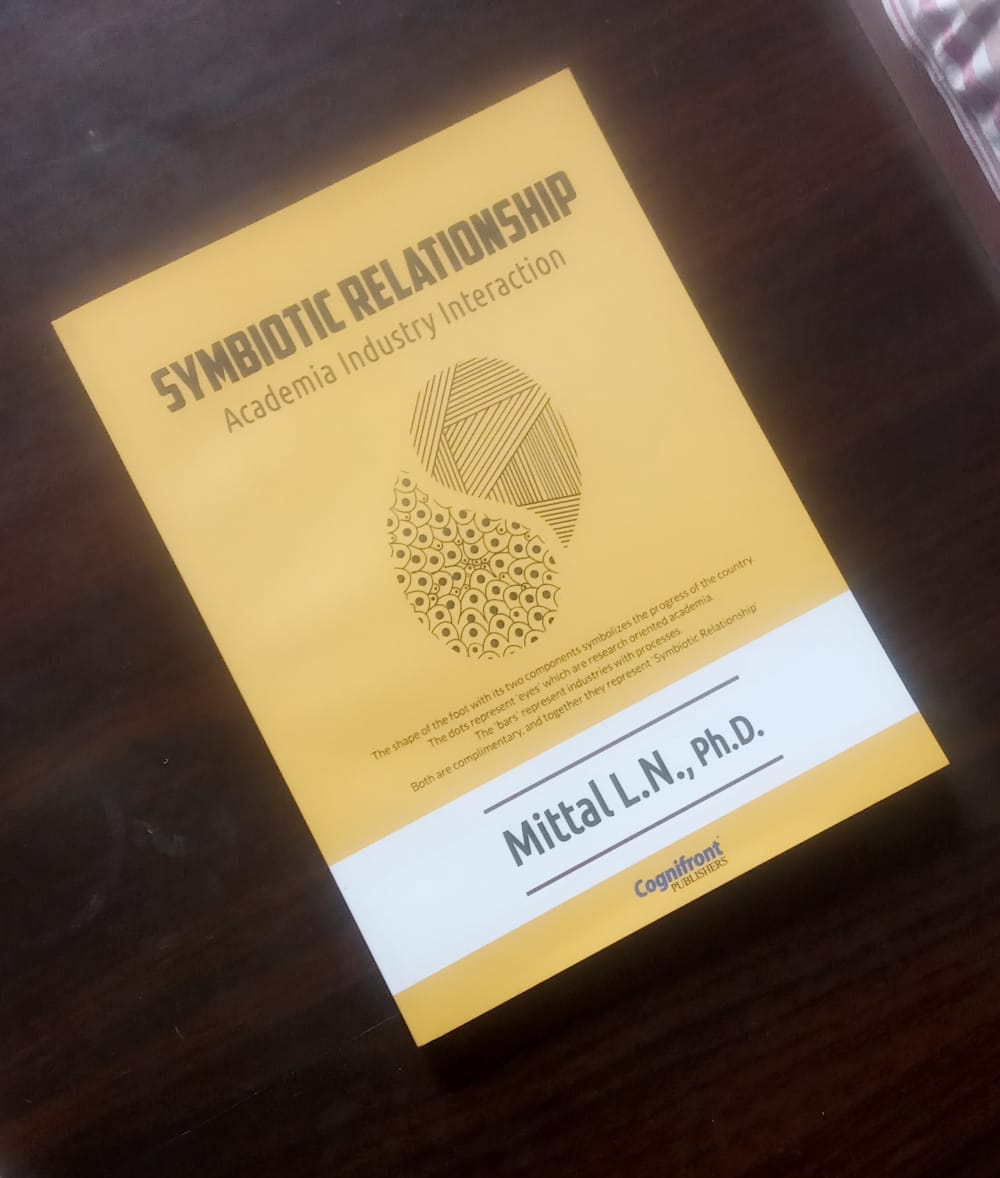 SYMBIOTIC RELATIONSHIP
Academia Industry Interaction
The shape of the foot with its two components symbolizes the progress of the country.
The dots represent 'eyes' which are research oriented academia.
The 'bars' represent industries with processes.
Both are complimentary, and together they represent 'Symbiotic Relationship'
Mittal L.N., Ph.D.
Cognifront
PUBLISHERS